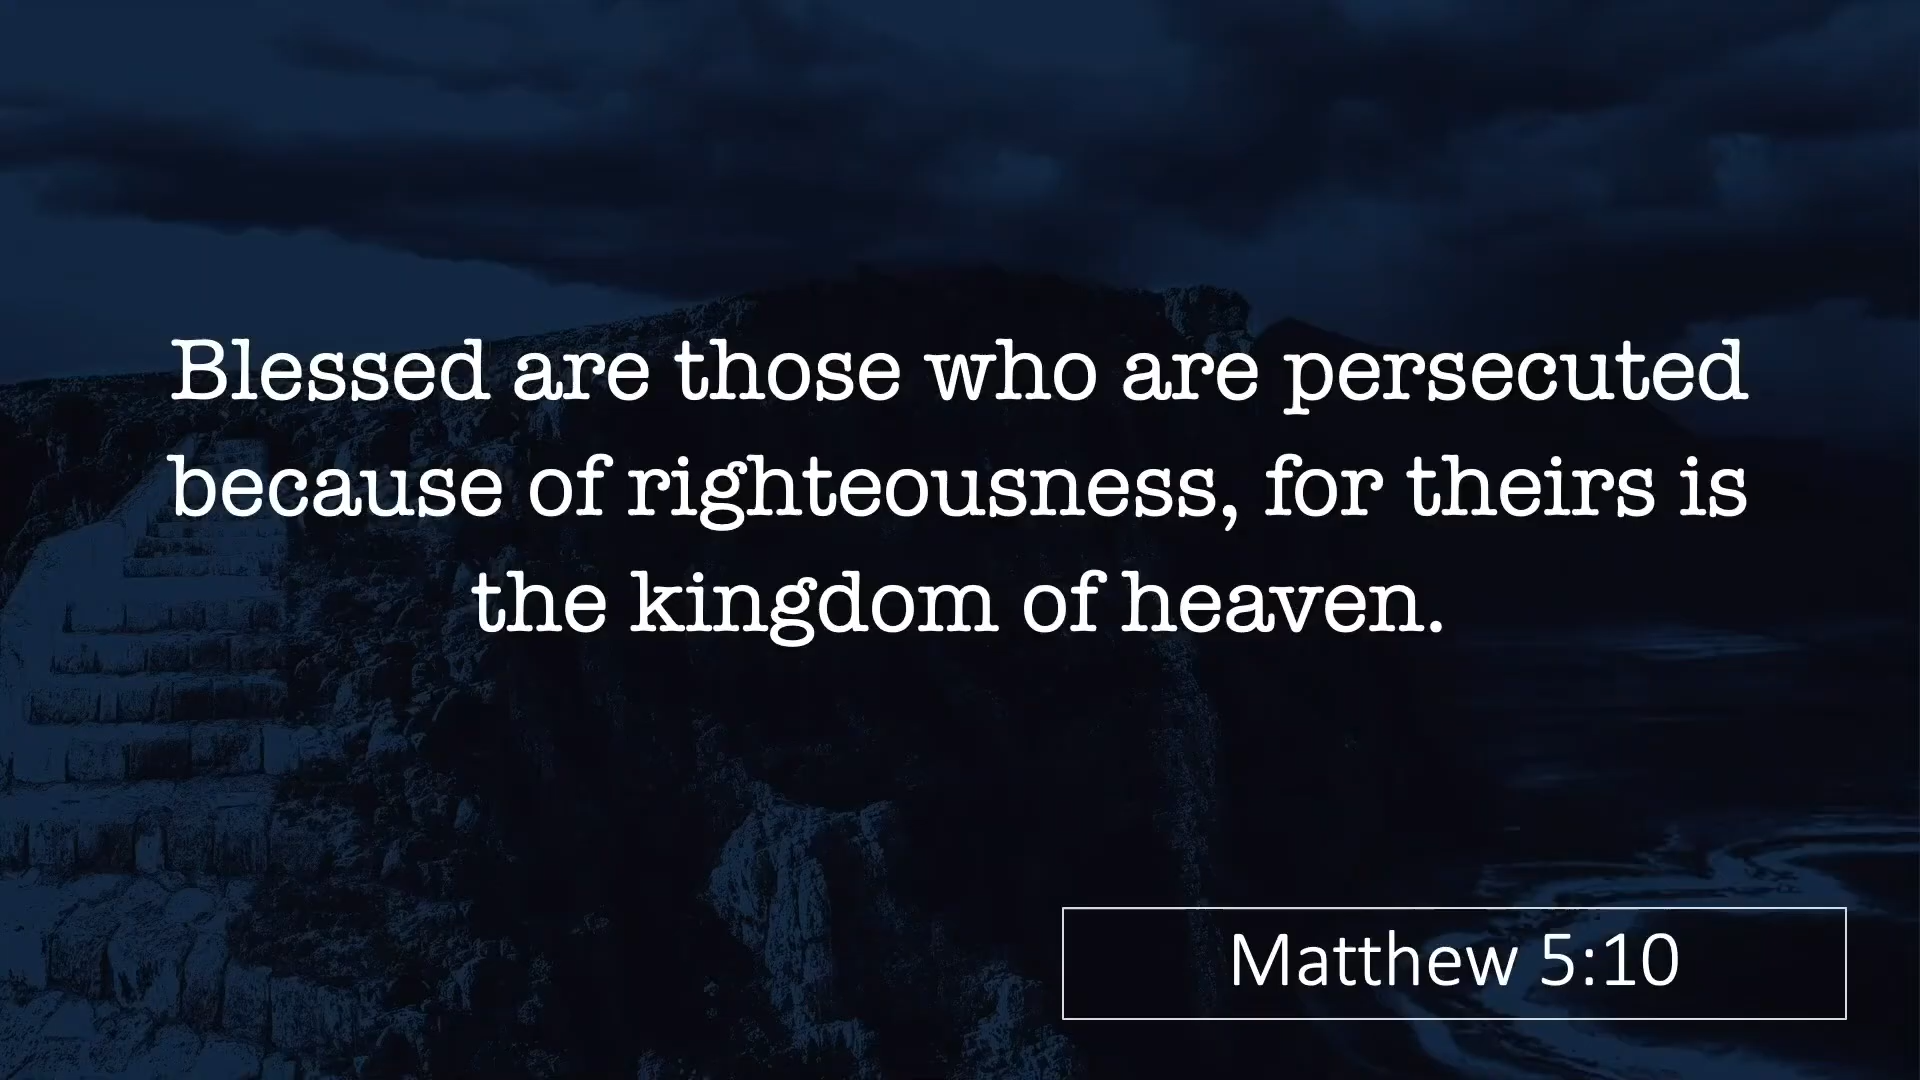 Blessed are those who are persecuted
because of righteousness, for theirs is
the kingdom of heaven.
Matthew 5:10